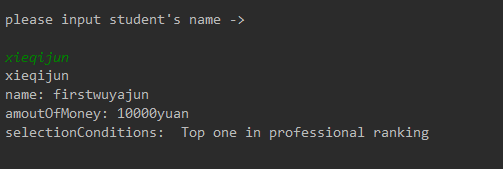 please input student's name ->
xieqijun
xieqijun
name: firstwuyajun
amoutOfMoney: 10000yuan
selectionConditions:  Top one in professional ranking